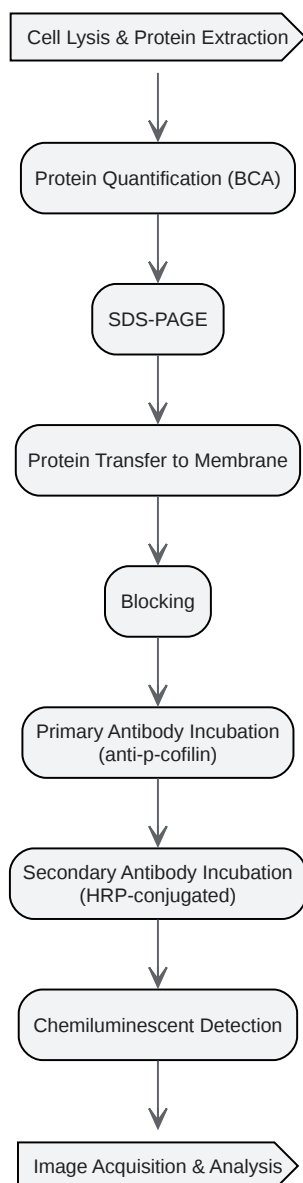 Cell Lysis & Protein Extraction
Protein Quantification (BCA)
SDS-PAGE
Protein Transfer to Membrane
Blocking
Primary Antibody Incubation
(anti-p-cofilin)
Secondary Antibody Incubation
(HRP-conjugated)
Chemiluminescent Detection
Image Acquisition & Analysis